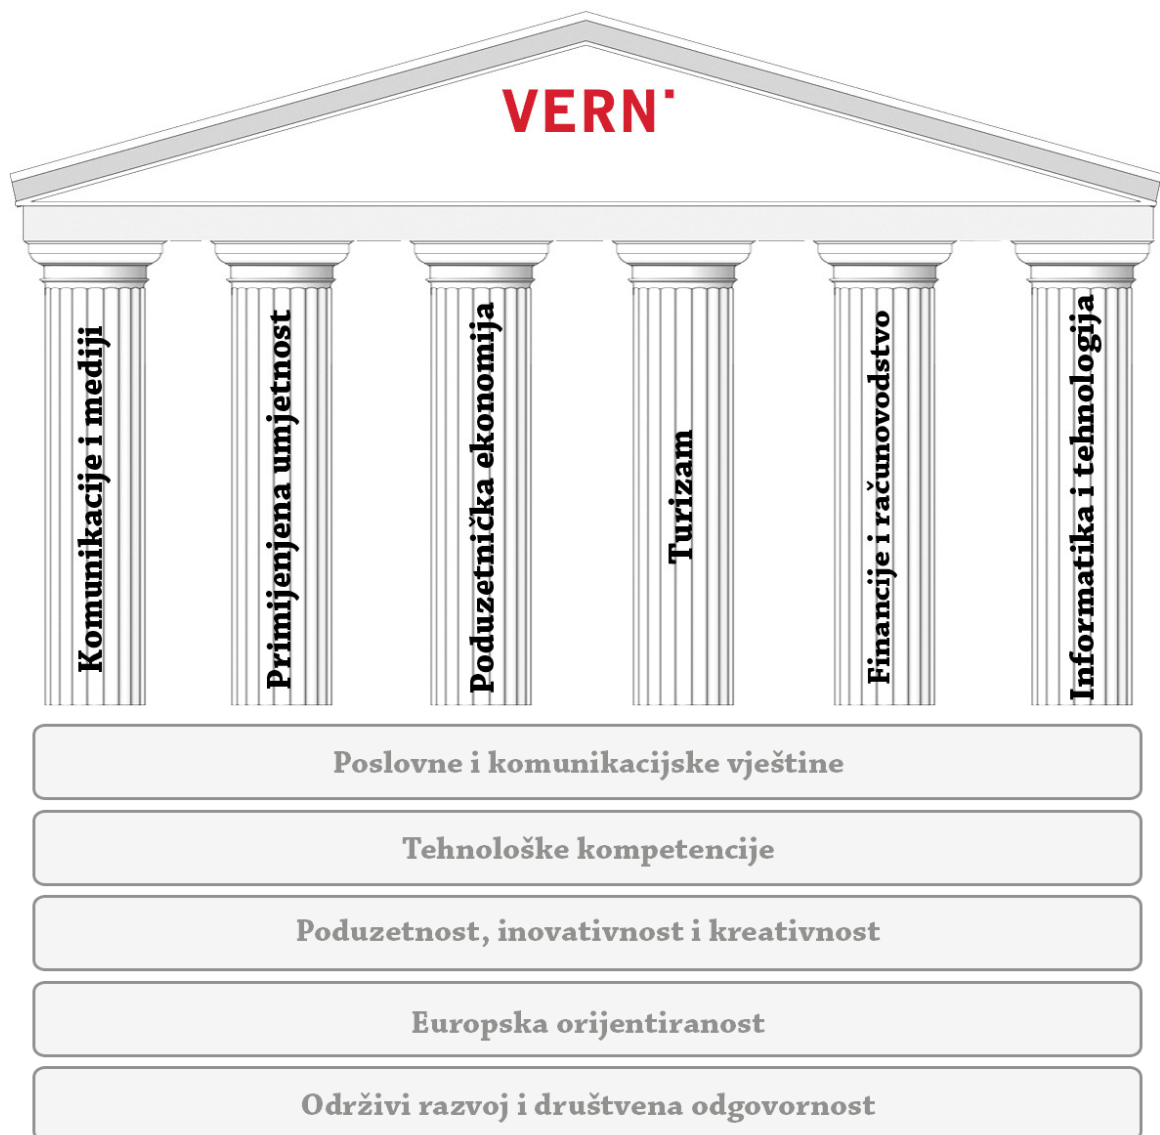 VERN'
Komunikacije i mediji
Primijenjena umjetnost
Poduzetnička ekonomija
Turizam
Financije i računovodstvo
Informatika i tehnologija
Poslovne i komunikacijske vještine
Tehnološke kompetencije
Poduzetnost, inovativnost i kreativnost
Europska orijentiranost
Održivi razvoj i društvena odgovornost